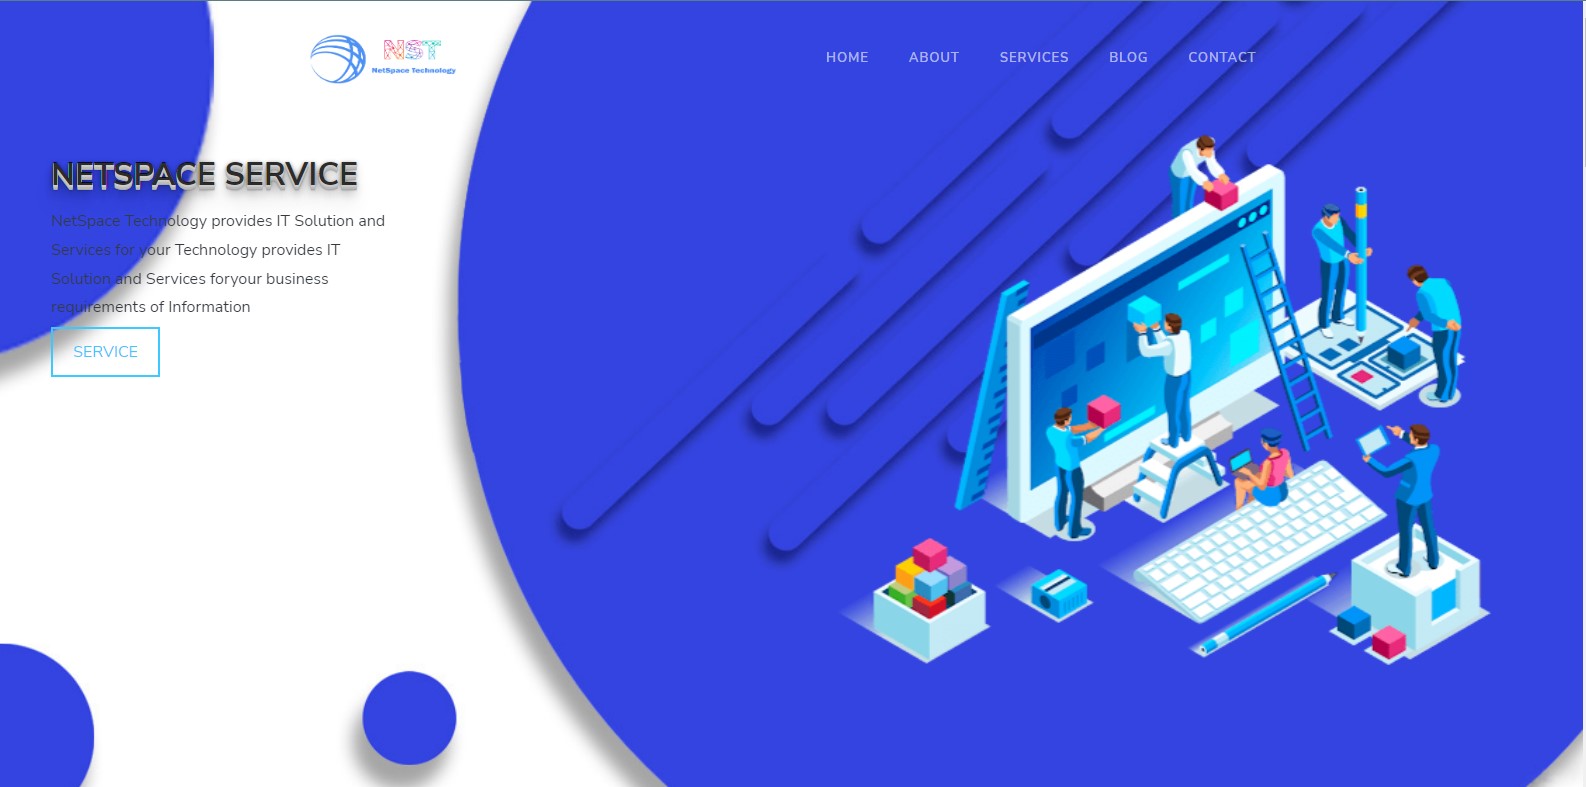 NST
NetSpace Technology
HOME ABOUT SERVICES BLOG CONTACT
NETSPACE SERVICE
NetSpace Technology provides IT Solution and
Services for your Technology provides IT
Solution and Services foryour business
requirements of Information
SERVICE